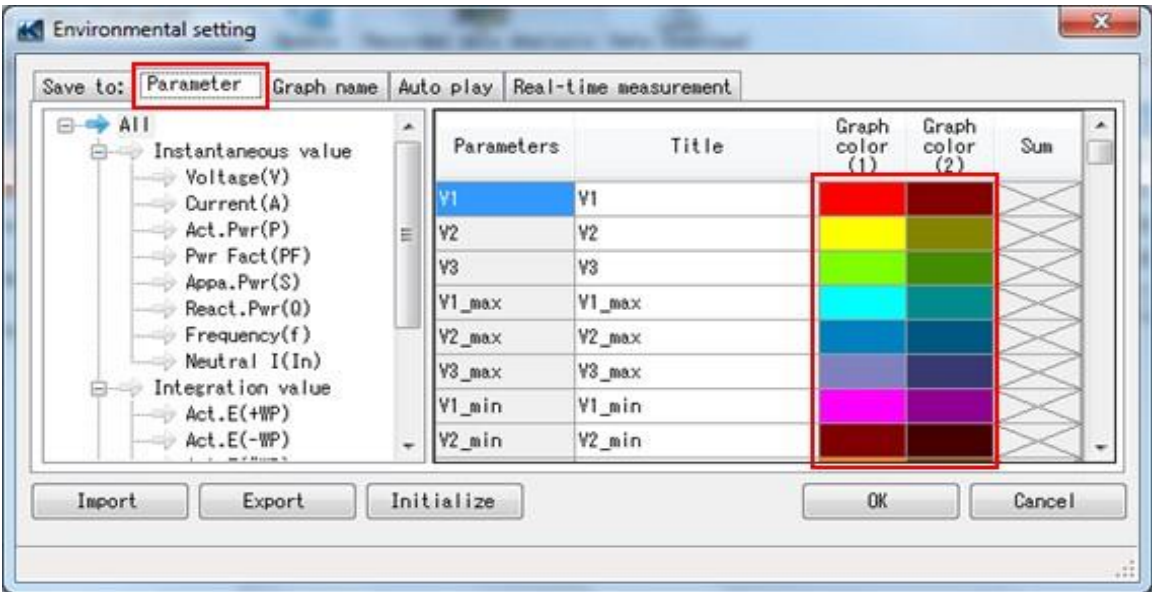 Environmental setting
Save to: Parameter Graph name Auto play Real-time measurement
All
Instantaneous value
Voltage(V)
Current(A)
Act.Pwr(P)
Pwr Fact(PF)
Appa.Pwr(S)
React.Pwr(Q)
Frequency(f)
Neutral I(In)
Integration value
Act.E(+WP)
Act.E(-WP)
Parameters Title Graph color (1) Graph color (2) Sum
V1 V1
V2 V2
V3 V3
V1_max V1_max
V2_max V2_max
V3_max V3_max
V1_min V1_min
V2_min V2_min
Import Export Initialize OK Cancel